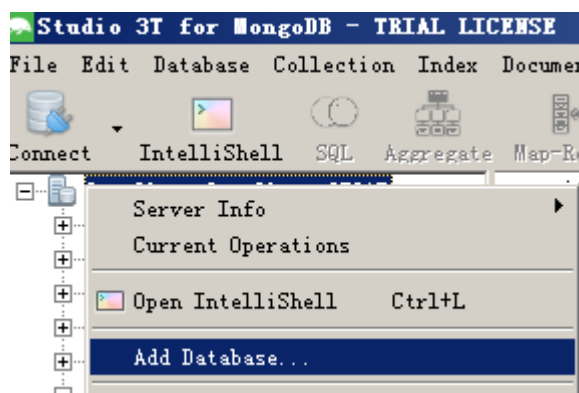 Studio 3T for MongoDB - TRIAL LICENSE
File Edit Database Collection Index Documen
Connect IntelliShell SQL Aggregate Map-Re
Server Info
Current Operations
Open IntelliShell Ctrl+L
Add Database...